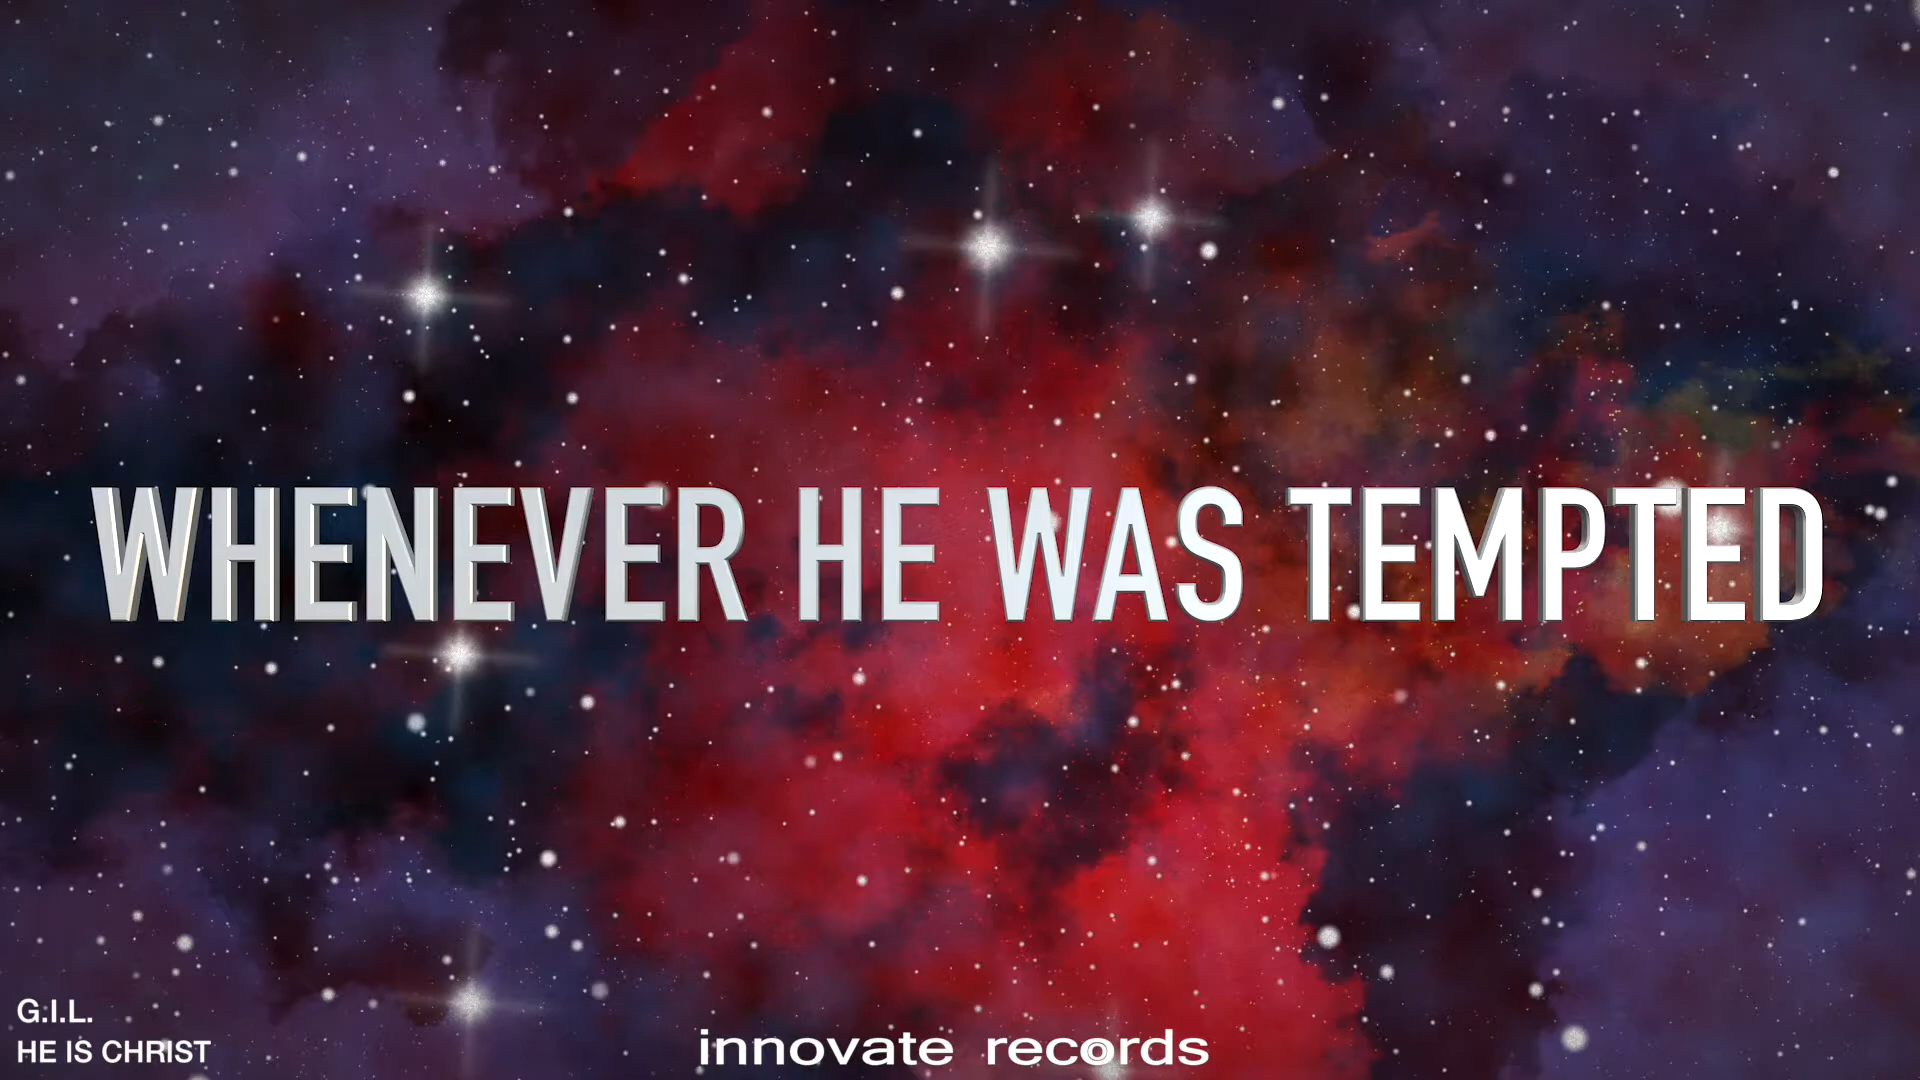 WHENEVER HE WAS TEMPTED
G.I.L.
HE IS CHRIST
innovate records